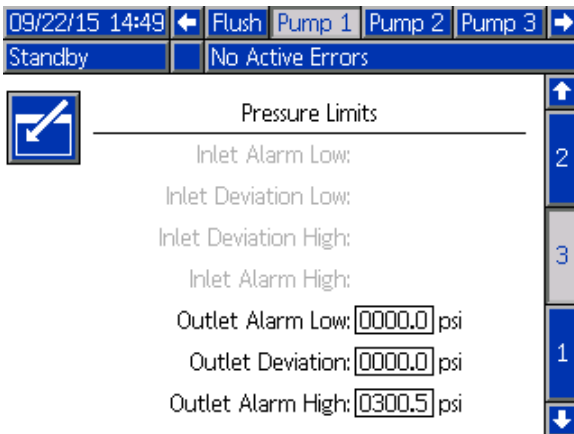 09/22/15 14:49 Flush Pump 1 Pump 2 Pump 3
Standby No Active Errors
Pressure Limits
Inlet Alarm Low:
2
Inlet Deviation Low:
Inlet Deviation High:
3
Inlet Alarm High:
Outlet Alarm Low: 0000.0 psi
Outlet Deviation: 0000.0 psi
1
Outlet Alarm High: 0300.5 psi